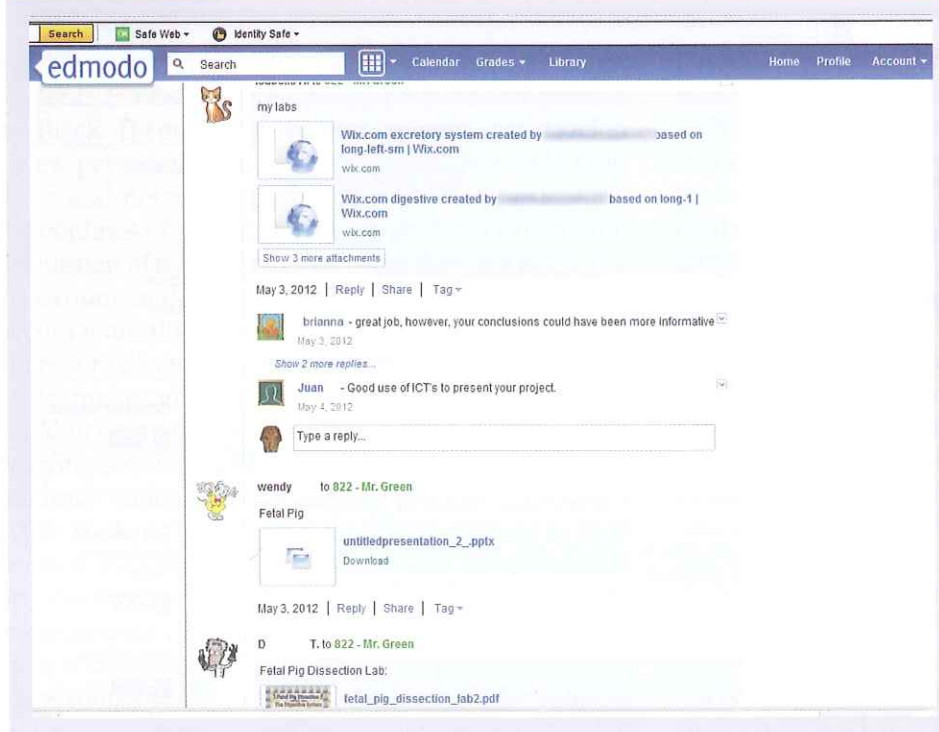 Search Safe Web Identity Safe
edmodo Search Calendar Grades Library Home Profile Account
my labs
Wix.com excretory system created by based on
long-left-sm | Wix.com
wix.com
Wix.com digestive created by based on long-1 |
Wix.com
wix.com
Show 3 more attachments
May 3, 2012 | Reply | Share | Tag
brianna - great job, however, your conclusions could have been more informative
May 3, 2012
Show 2 more replies...
Juan - Good use of ICT's to present your project.
May 4, 2012
Type a reply...
wendy to 822 - Mr. Green
Fetal Pig
untitledpresentation_2_.pptx
Download
May 3, 2012 | Reply | Share | Tag
D T. to 822 - Mr. Green
Fetal Pig Dissection Lab:
fetal_pig_dissection_lab2.pdf